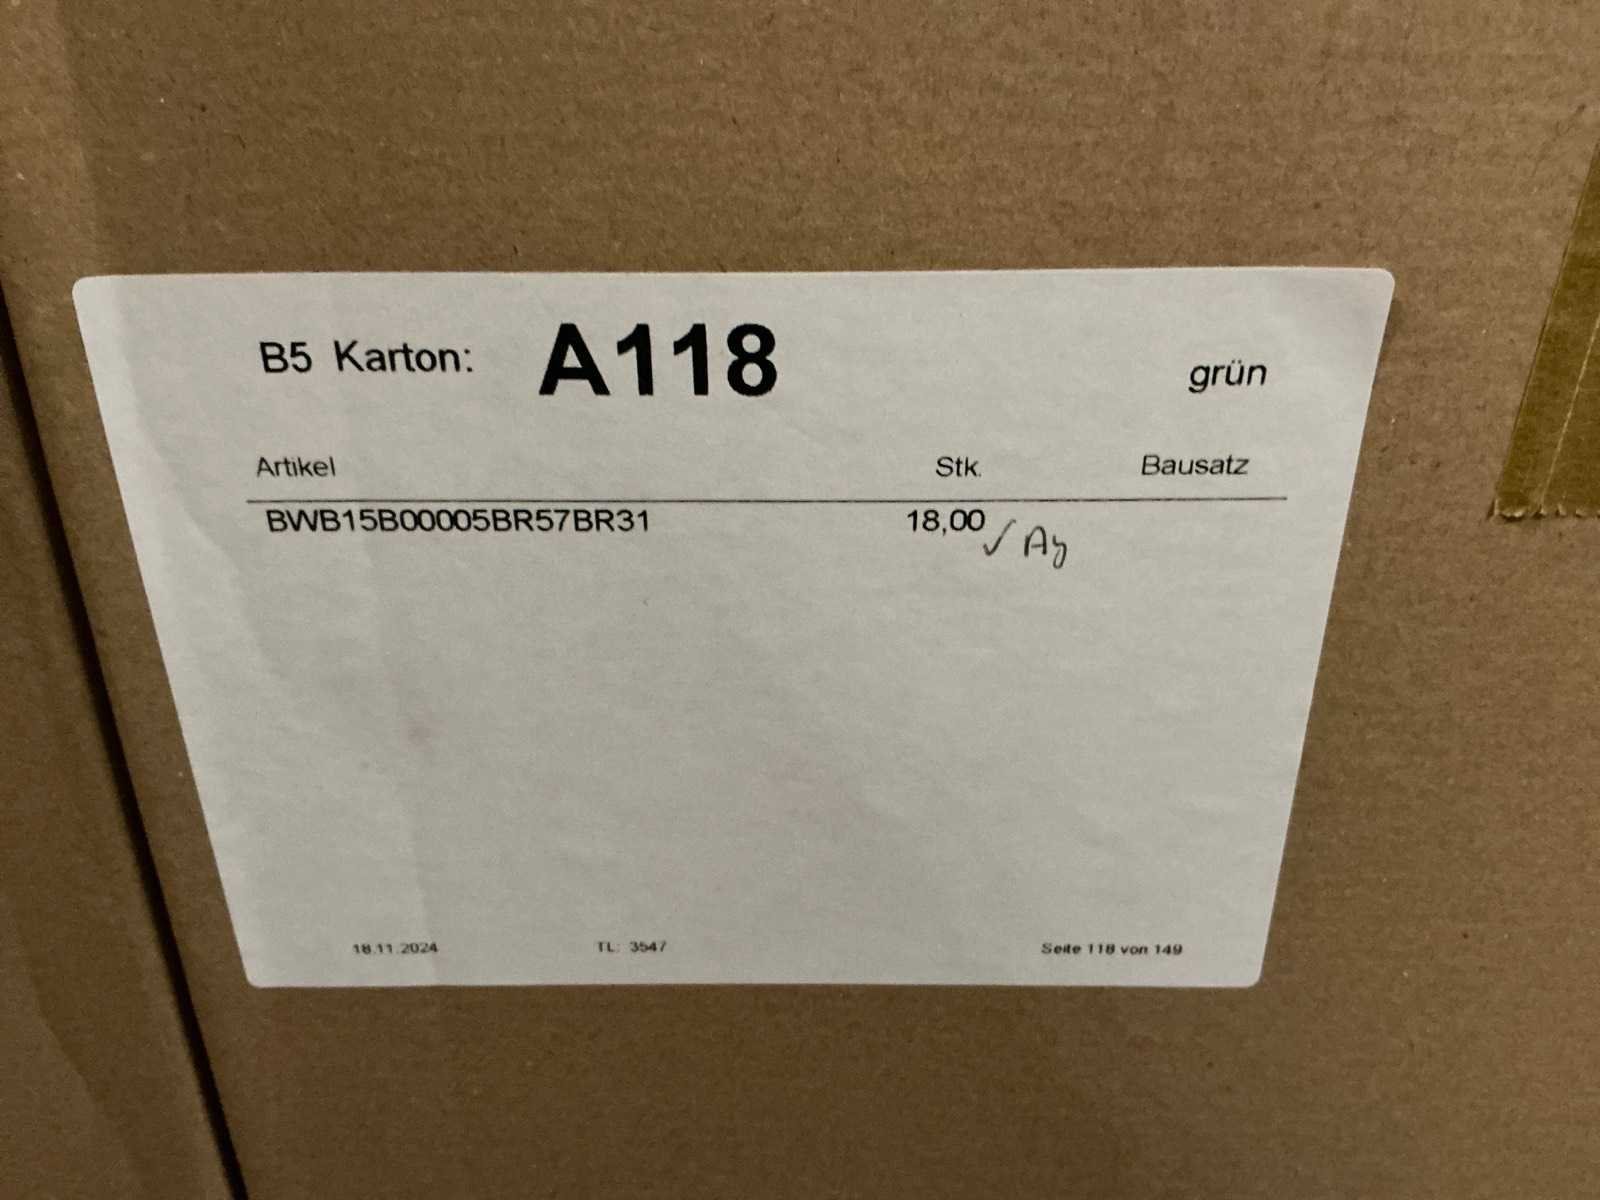 B5 Karton: A118 grün
Artikel Stk. Bausatz
BWB15B00005BR57BR31 18,00 ✓ Ay
18.11.2024 TL: 3547 Seite 118 von 149